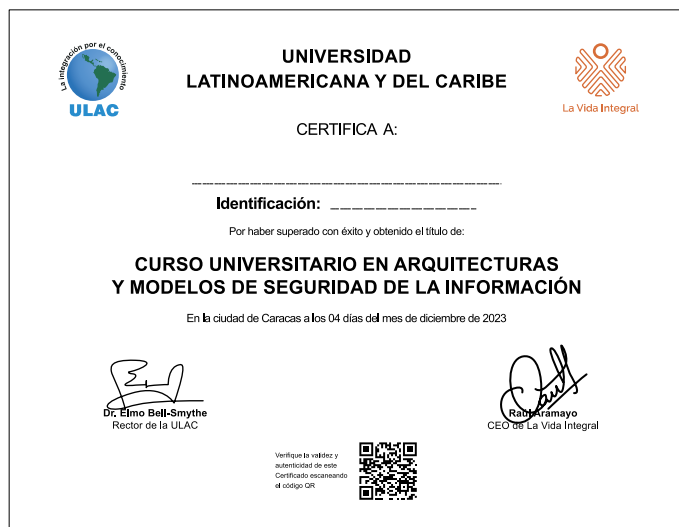 La integración por el conocimiento
ULAC
UNIVERSIDAD
LATINOAMERICANA Y DEL CARIBE
La Vida Integral
CERTIFICA A:
Identificación:
Por haber superado con éxito y obtenido el título de:
CURSO UNIVERSITARIO EN ARQUITECTURAS
Y MODELOS DE SEGURIDAD DE LA INFORMACIÓN
En la ciudad de Caracas a los 04 días del mes de diciembre de 2023
Dr. Elmo Bell-Smythe
Rector de la ULAC
Raúl Aramayo
CEO de La Vida Integral
Verifique la validez y
autenticidad de este
Certificado escaneando
el código QR